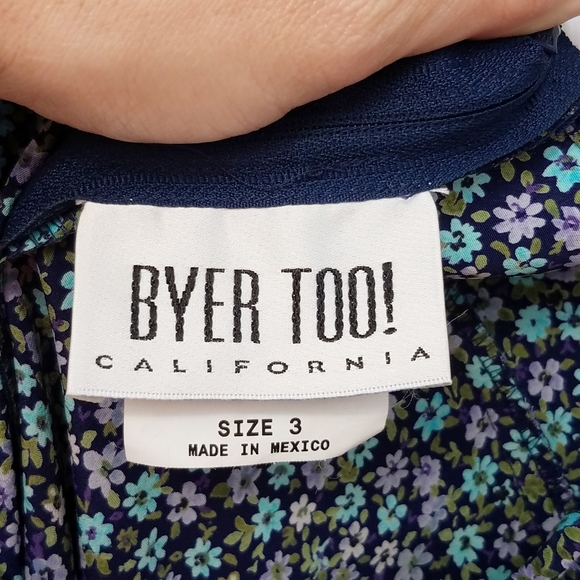 BYER TOO!
CALIFORNIA
SIZE 3
MADE IN MEXICO